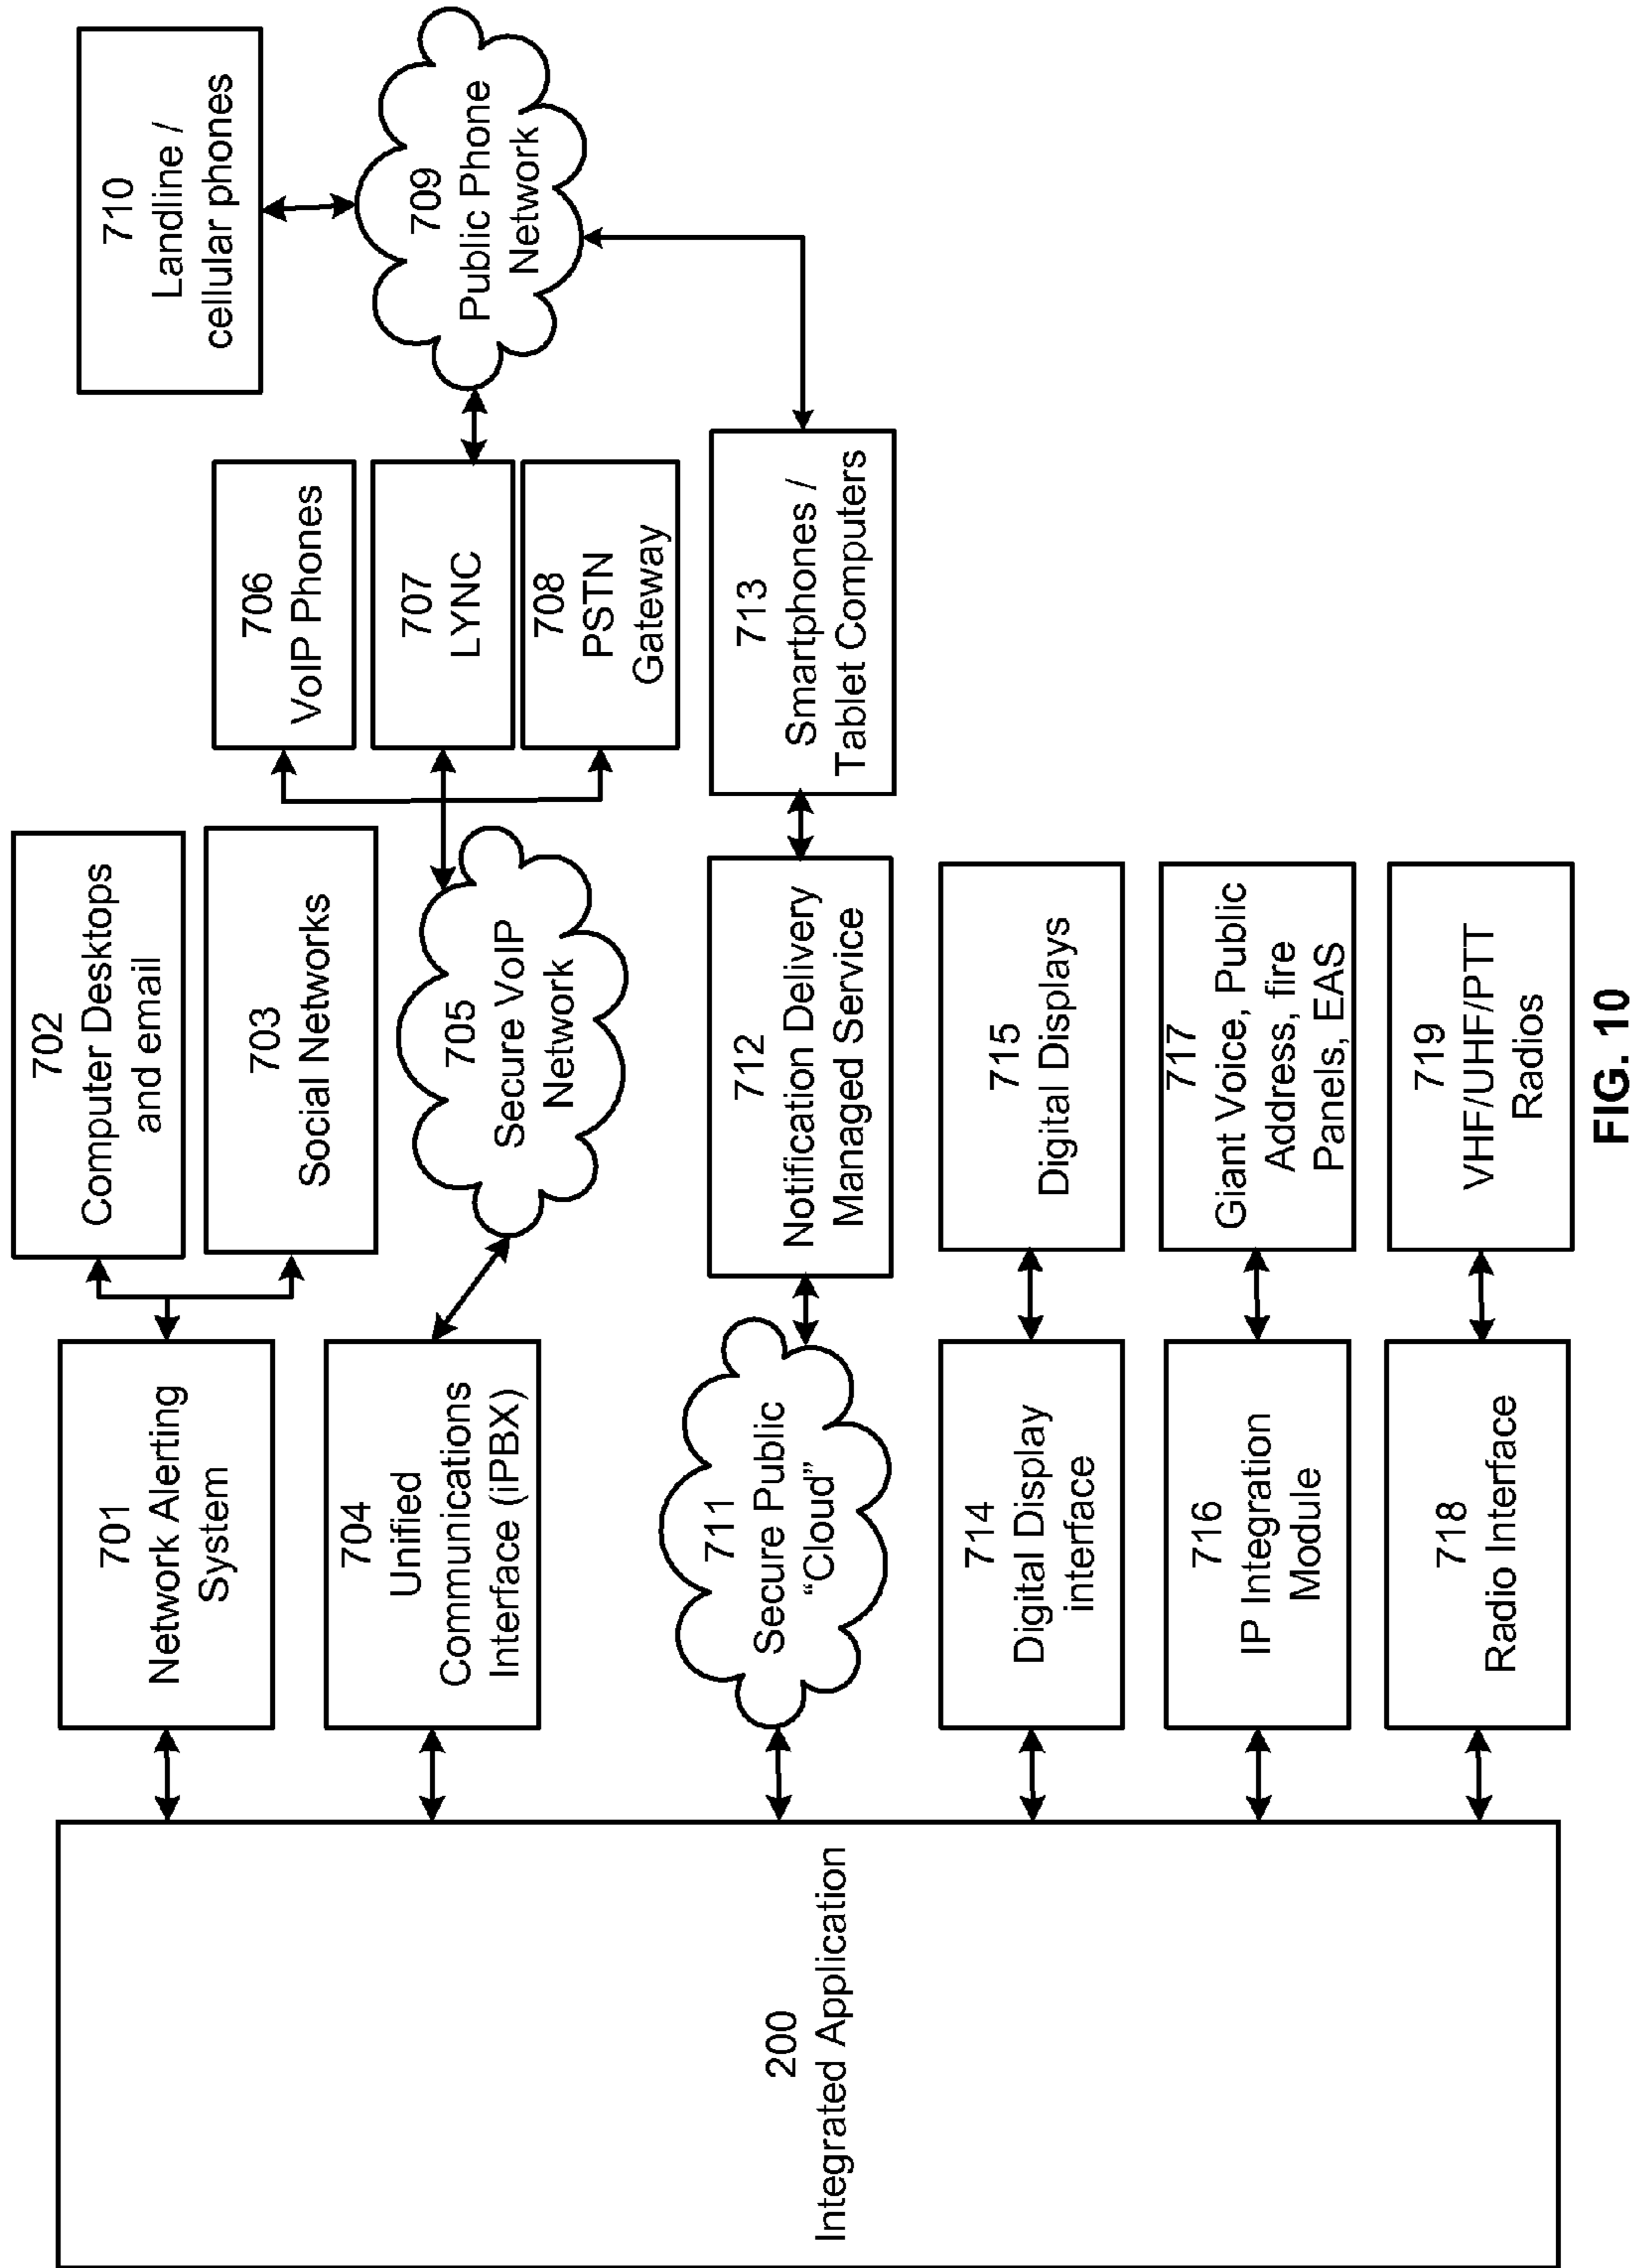 200
Integrated Application
701
Network Alerting
System
702
Computer Desktops
and email
703
Social Networks
704
Unified
Communications
Interface (iPBX)
705
Secure VoIP
Network
706
VoIP Phones
707
LYNC
708
PSTN
Gateway
709
Public Phone
Network
710
Landline /
cellular phones
711
Secure Public
“Cloud”
712
Notification Delivery
Managed Service
713
Smartphones /
Tablet Computers
714
Digital Display
interface
715
Digital Displays
716
IP Integration
Module
717
Giant Voice, Public
Address, fire
Panels, EAS
718
Radio Interface
719
VHF/UHF/PTT
Radios
FIG. 10